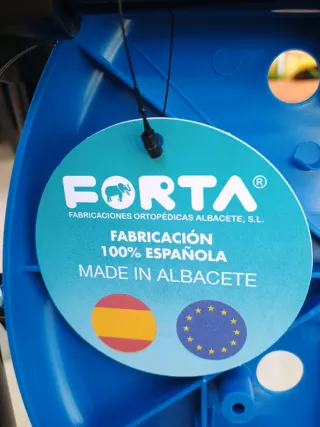 FORTA®
FABRICACIONES ORTOPÉDICAS ALBACETE, S.L.
FABRICACIÓN
100% ESPAÑOLA
MADE IN ALBACETE